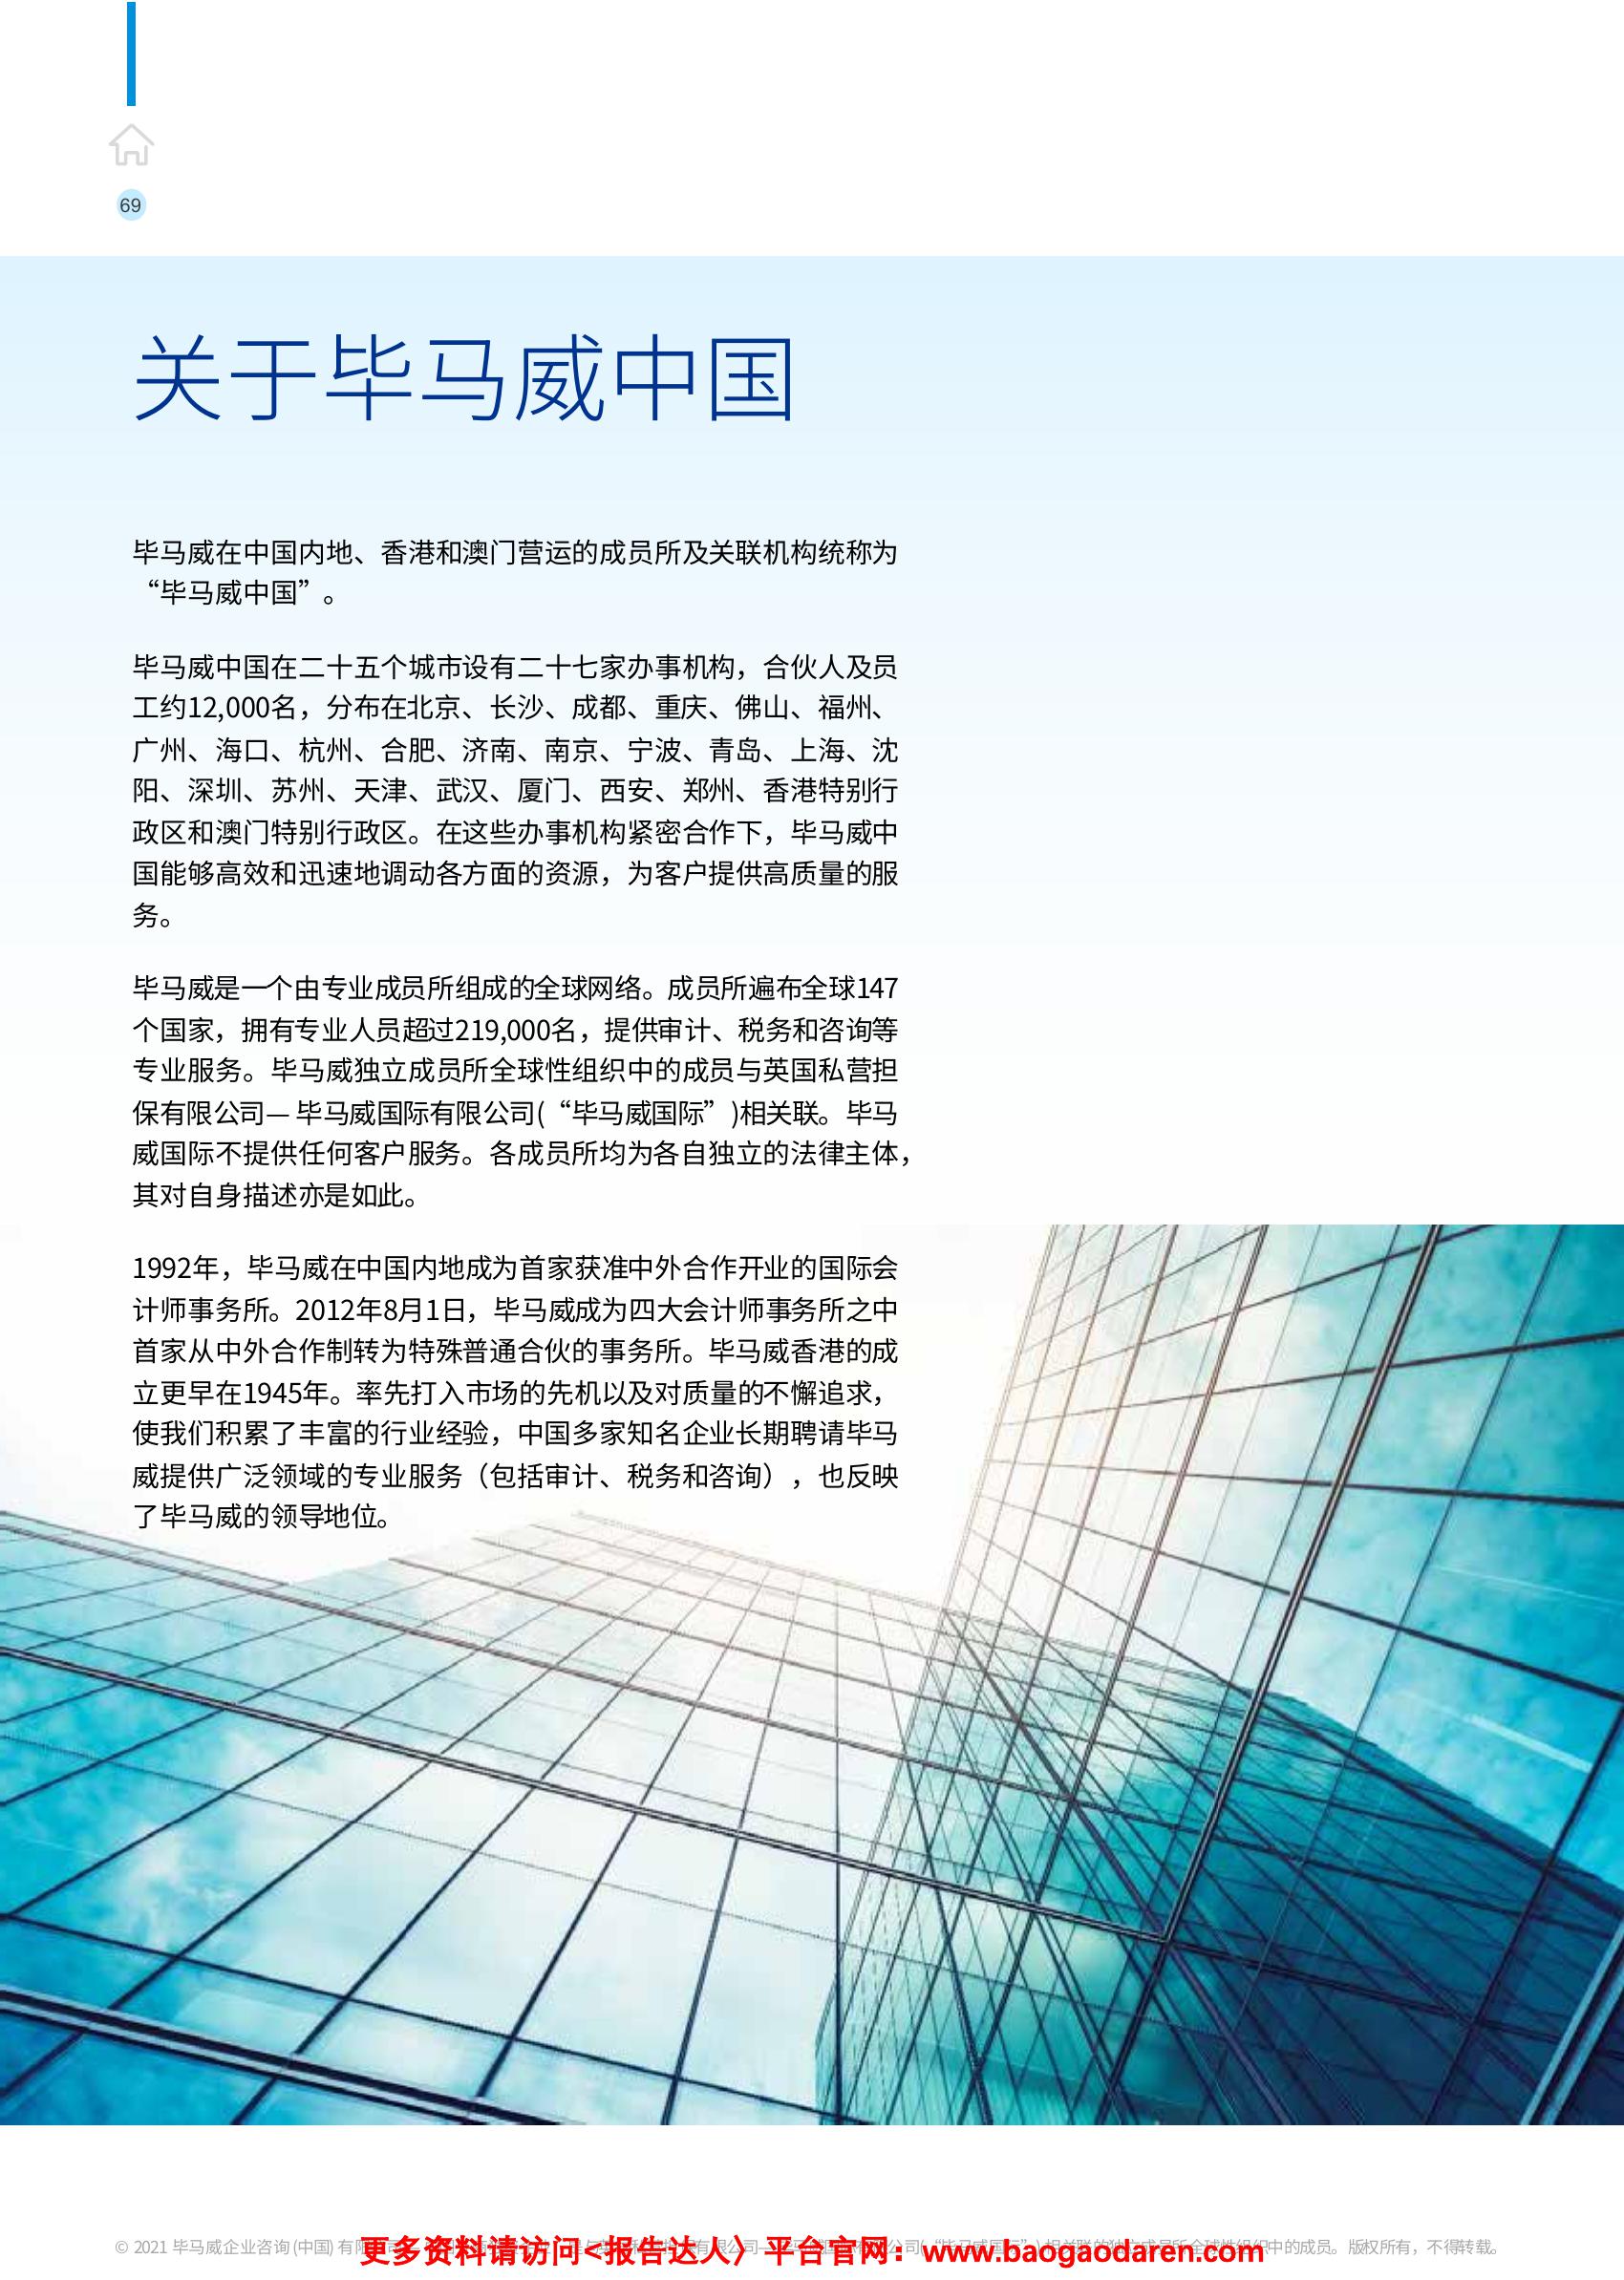 69
关于毕马威中国
毕马威在中国内地、香港和澳门营运的成员所及关联机构统称为
“毕马威中国”。
毕马威中国在二十五个城市设有二十七家办事机构，合伙人及员
工约12,000名，分布在北京、长沙、成都、重庆、佛山、福州、
广州、海口、杭州、合肥、济南、南京、宁波、青岛、上海、沈
阳、深圳、苏州、天津、武汉、厦门、西安、郑州、香港特别行
政区和澳门特别行政区。在这些办事机构紧密合作下，毕马威中
国能够高效和迅速地调动各方面的资源，为客户提供高质量的服
务。
毕马威是一个由专业成员所组成的全球网络。成员所遍布全球147
个国家，拥有专业人员超过219,000名，提供审计、税务和咨询等
专业服务。毕马威独立成员所全球性组织中的成员与英国私营担
保有限公司— 毕马威国际有限公司(“毕马威国际”)相关联。毕马
威国际不提供任何客户服务。各成员所均为各自独立的法律主体，
其对自身描述亦是如此。
1992年，毕马威在中国内地成为首家获准中外合作开业的国际会
计师事务所。2012年8月1日，毕马威成为四大会计师事务所之中
首家从中外合作制转为特殊普通合伙的事务所。毕马威香港的成
立更早在1945年。率先打入市场的先机以及对质量的不懈追求，
使我们积累了丰富的行业经验，中国多家知名企业长期聘请毕马
威提供广泛领域的专业服务（包括审计、税务和咨询），也反映
了毕马威的领导地位。
© 2021 毕马威企业咨询 (中国) 有限 相关联的独立成员所全球性组织中的成员。版权所有，不得转载。
更多资料请访问<报告达人〉平台官网：www.baogaodaren.com